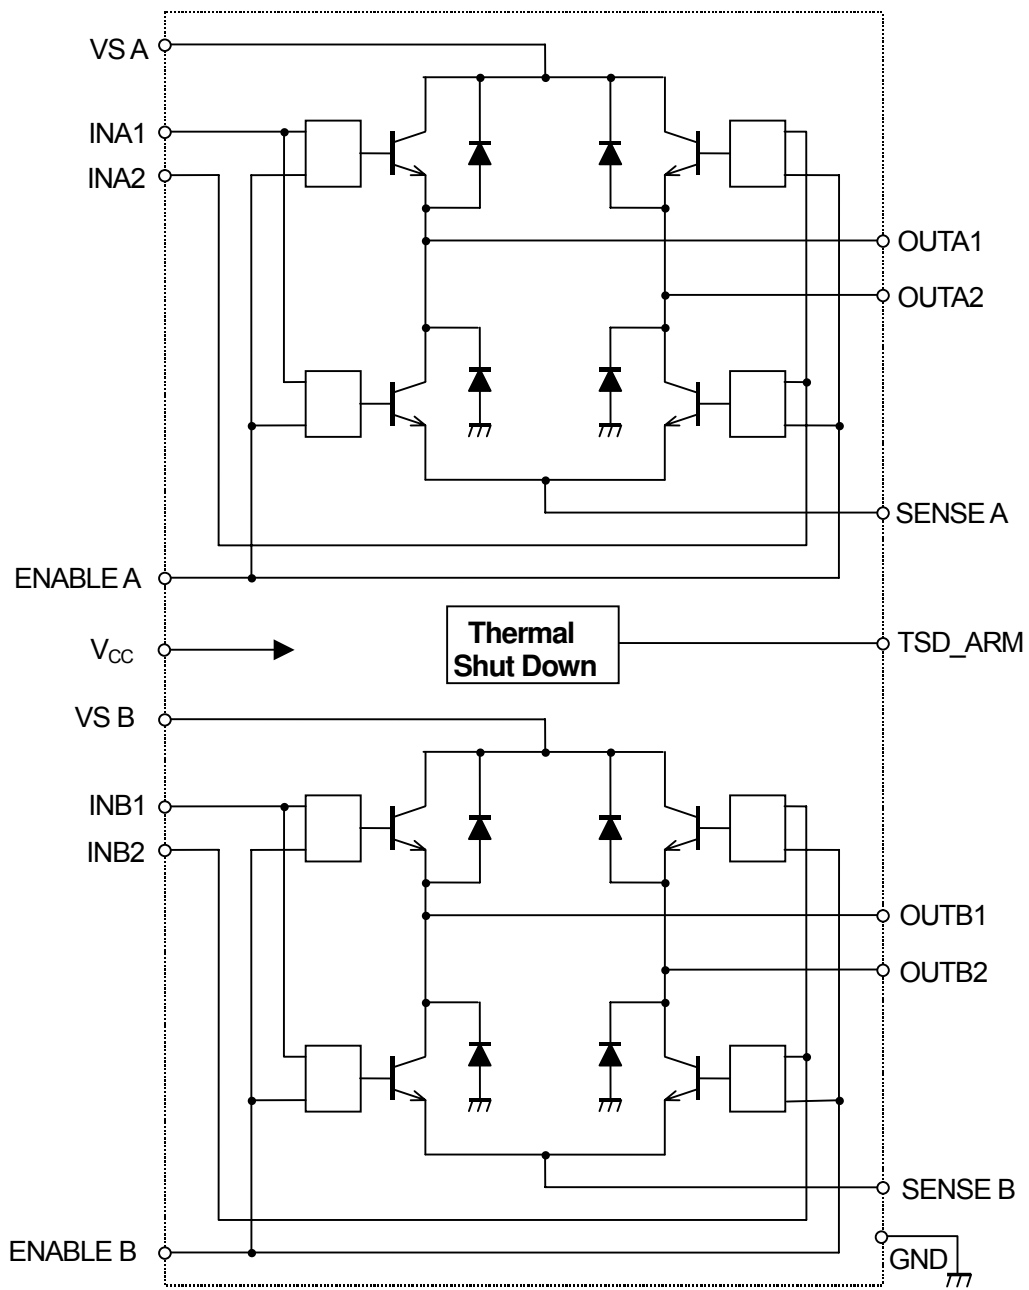 VS A
INA1
INA2
OUTA1
OUTA2
SENSE A
ENABLE A
Thermal
Shut Down
TSD_ARM
VCC
VS B
INB1
INB2
OUTB1
OUTB2
SENSE B
ENABLE B
GND